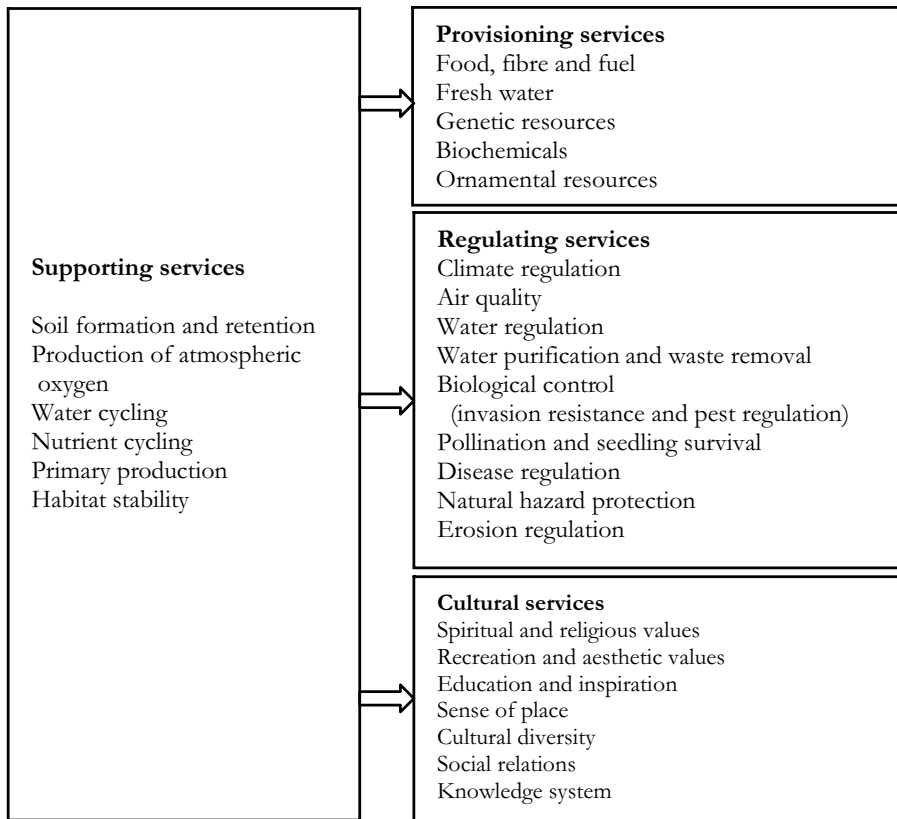 Supporting services
Soil formation and retention
Production of atmospheric
oxygen
Water cycling
Nutrient cycling
Primary production
Habitat stability
Provisioning services
Food, fibre and fuel
Fresh water
Genetic resources
Biochemicals
Ornamental resources
Regulating services
Climate regulation
Air quality
Water regulation
Water purification and waste removal
Biological control
(invasion resistance and pest regulation)
Pollination and seedling survival
Disease regulation
Natural hazard protection
Erosion regulation
Cultural services
Spiritual and religious values
Recreation and aesthetic values
Education and inspiration
Sense of place
Cultural diversity
Social relations
Knowledge system